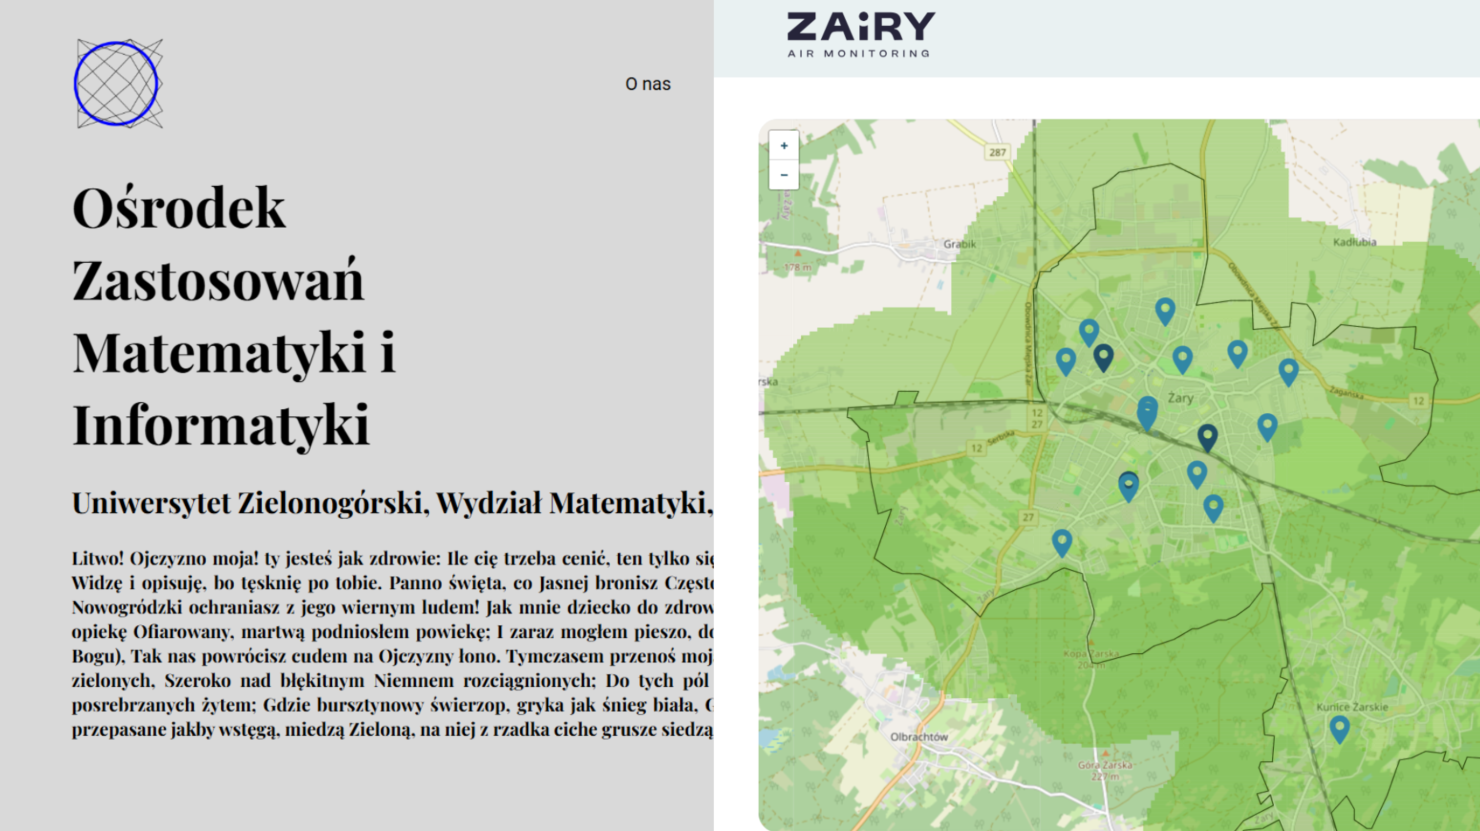 O nas
Ośrodek
Zastosowań
Matematyki i
Informatyki
Uniwersytet Zielonogórski, Wydział Matematyki,
Litwo! Ojczyzno moja! ty jesteś jak zdrowie: Ile cię trzeba cenić, ten tylko się
Widzę i opisuję, bo tęsknię po tobie. Panno święta, co Jasnej bronisz Często
Nowogródzki ochraniasz z jego wiernym ludem! Jak mnie dziecko do zdrow
opiekę Ofiarowany, martwą podniosłem powiekę; I zaraz mogłem pieszo, do
Bogu), Tak nas powrócisz cudem na Ojczyzny łono. Tymczasem przenoś moj
zielonych, Szeroko nad błękitnym Niemnem rozciągnionych; Do tych pól
posrebrzanych żytem; Gdzie bursztynowy świerzop, gryka jak śnieg biała, G
przepasane jakby wstęgą, miedzą Zieloną, na niej z rzadka ciche grusze siedzą
ZAiRY
AIR MONITORING
+
−
287
Grabik
178 m
Kadłubia
Obwodnica Miejska Żar
Obwodnica Miejska Żar
rska
Żary
Żagańska
12
12
27
12
Serbska
27
Żary
Żary
Kopa Żarska
Kunice Żarskie
Olbrachtów
Góra Żarska
227 m
Żary